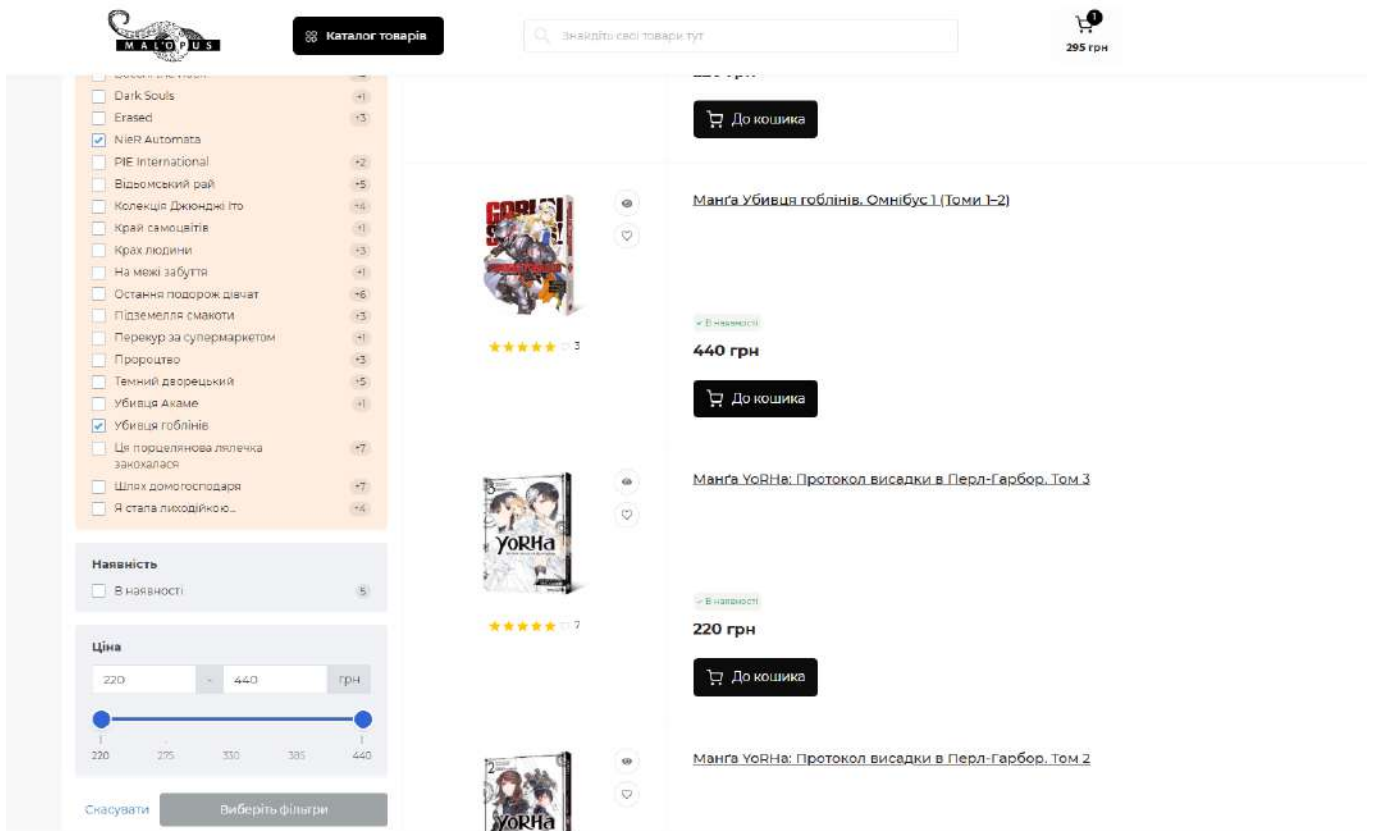 MAL'OPUS
Каталог товарів
Знайдіть свої товари тут
1
295 грн
Dark Souls +1
Erased +3
NieR Automata
PIE International +2
Відьомський рай +5
Колекція Джюнджі Іто +4
Край самоцвітів +1
Крах людини +3
На межі забуття +1
Остання подорож дівчат +6
Підземелля смакоти +3
Перекур за супермаркетом +1
Пророцтво +3
Темний дворецький +5
Убивця Акаме +1
Убивця гоблінів
Ця порцелянова лялечка +7
закохалася
Шлях домогосподаря +7
Я стала лиходійкою... +4
Наявність
В наявності 5
Ціна
220 - 440 грн
220 275 330 385 440
Скасувати
Виберіть фільтри
До кошика
GOBLIN
Манґа Убивця гоблінів. Омнібус 1 (Томи 1–2)
В наявності
3
440 грн
До кошика
3
YoRHa
Манґа YoRHa: Протокол висадки в Перл-Гарбор. Том 3
В наявності
7
220 грн
До кошика
2
YoRHa
Манґа YoRHa: Протокол висадки в Перл-Гарбор. Том 2